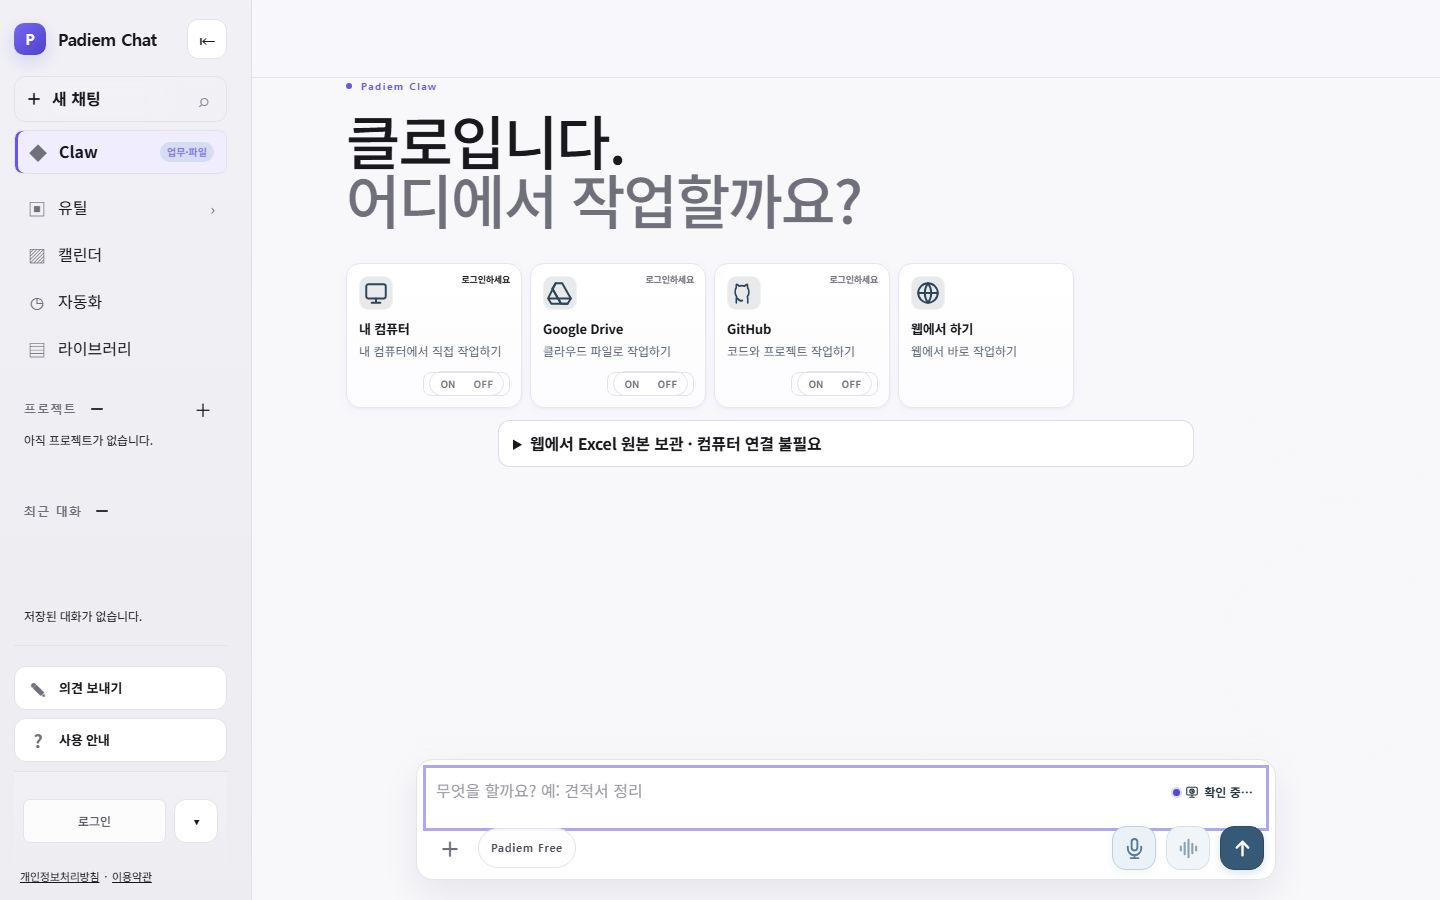 P Padiem Chat
+ 새 채팅
Claw 업무·파일
유틸
캘린더
자동화
라이브러리
프로젝트
아직 프로젝트가 없습니다.
최근 대화
저장된 대화가 없습니다.
의견 보내기
? 사용 안내
로그인
개인정보처리방침 · 이용약관
Padiem Claw
클로입니다.
어디에서 작업할까요?
로그인하세요
내 컴퓨터
내 컴퓨터에서 직접 작업하기
ON OFF
로그인하세요
Google Drive
클라우드 파일로 작업하기
ON OFF
로그인하세요
GitHub
코드와 프로젝트 작업하기
ON OFF
웹에서 하기
웹에서 바로 작업하기
▶ 웹에서 Excel 원본 보관 · 컴퓨터 연결 불필요
무엇을 할까요? 예: 견적서 정리
확인 중…
Padiem Free